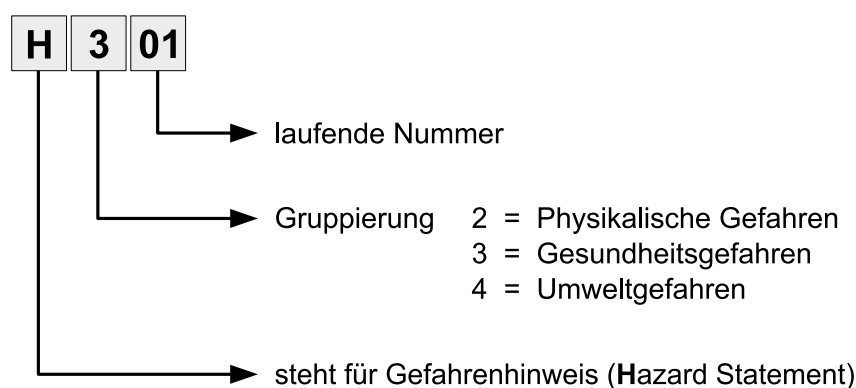 H 3 01
laufende Nummer
Gruppierung 2 = Physikalische Gefahren
3 = Gesundheitsgefahren
4 = Umweltgefahren
steht für Gefahrenhinweis (Hazard Statement)